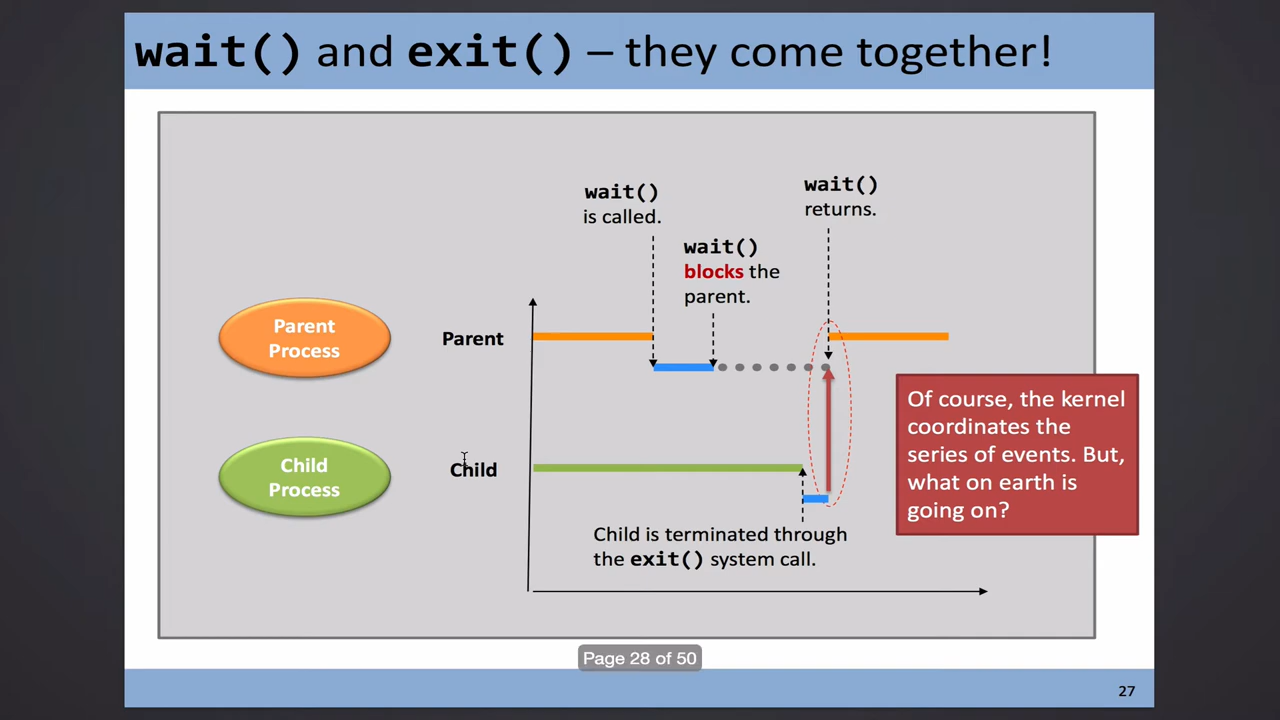 wait() and exit() – they come together!
wait()
is called.
wait()
blocks the
parent.
wait()
returns.
Parent
Process
Parent
Child
Process
Child
Child is terminated through
the exit() system call.
Of course, the kernel
coordinates the
series of events. But,
what on earth is
going on?
Page 28 of 50
27